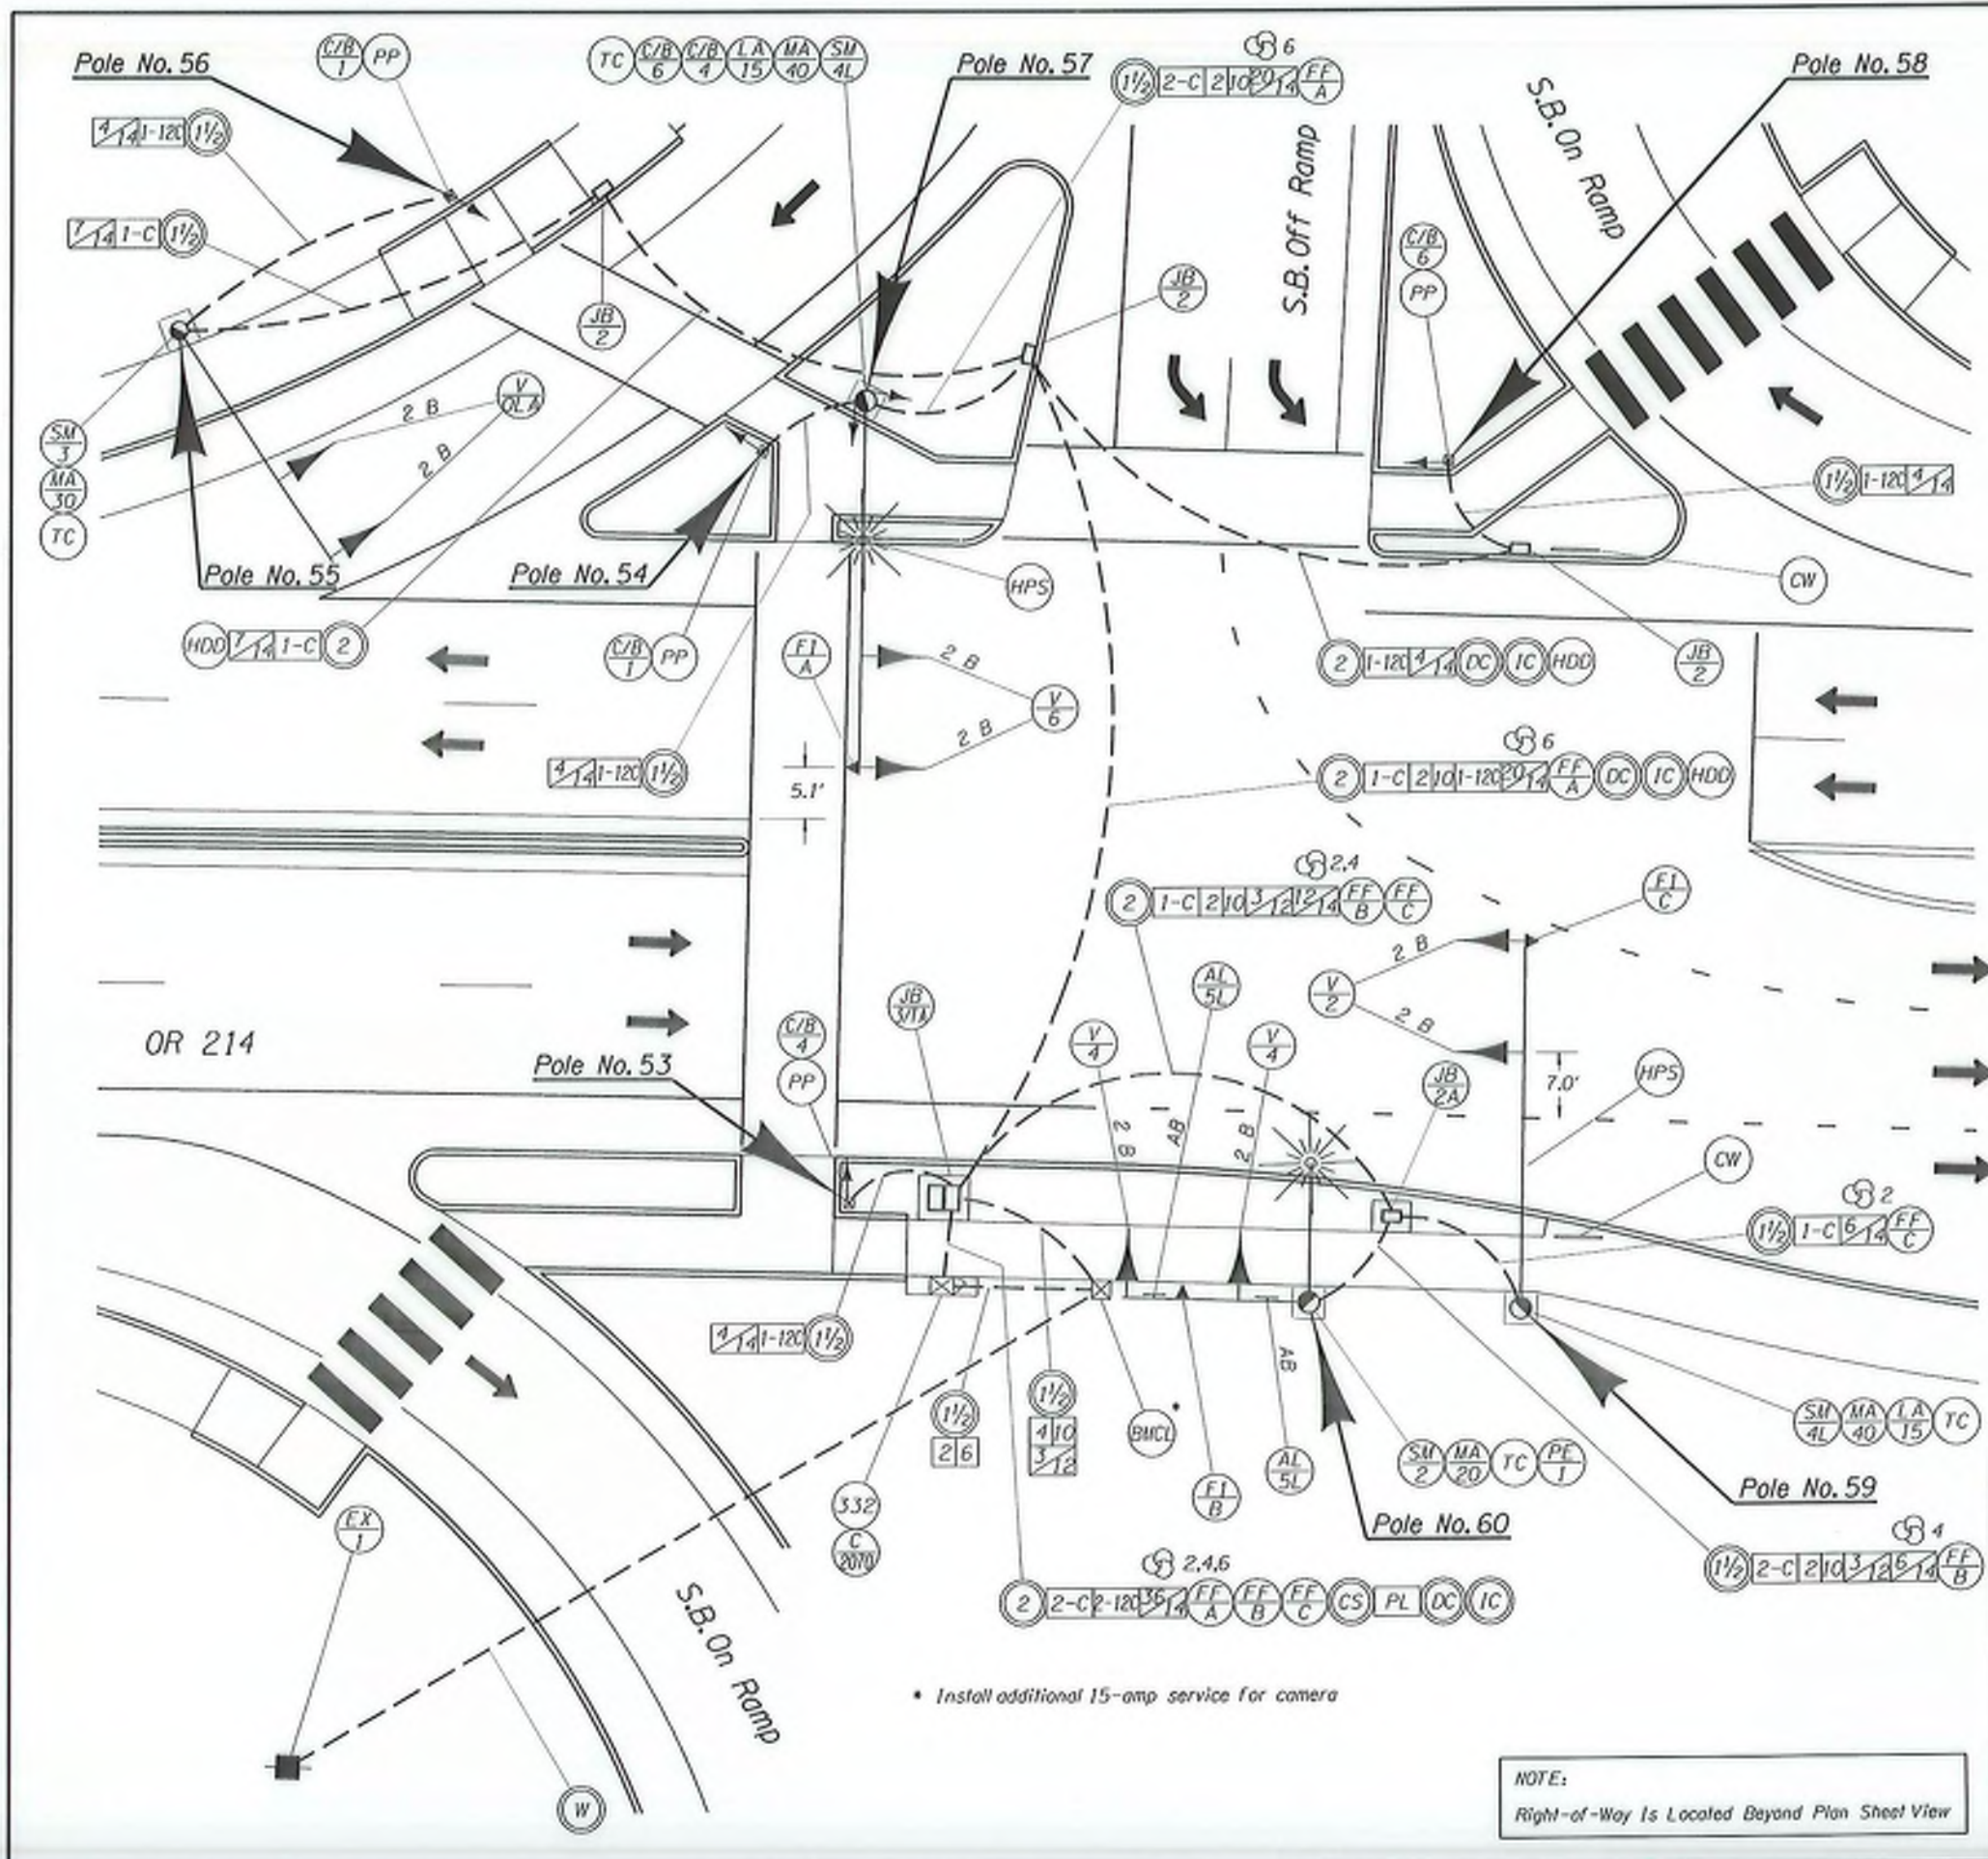 Pole No. 56
C/B 1 PP
TC C/B 6 C/B 4 LA 15 MA 40 SM 4L
Pole No. 57
6
1½ 2-C 2 10 20/14 FF A
Pole No. 58
S.B. On Ramp
4/14 1-120 1½
7/14 1-C 1½
S.B. Off Ramp
C/B 6
PP
JB 2
JB 2
V OLA
2 B
2 B
SM 3
MA 30
TC
1½ 1-120 4/14
Pole No. 55
Pole No. 54
HPS
CW
HDD 7/14 1-C 2
C/B 1 PP
F1 A
2 B
V 6
2 B
2 1-120 4/14 DC IC HDD
JB 2
4/14 1-120 1½
5.1'
6
2 1-C 2 10 1-120 20/14 FF A DC IC HDD
2,4
2 1-C 2 10 3/12 12/14 FF B FF C
F1 C
2 B
V 2
2 B
AL 5L
JB 3/TA
V 4
V 4
OR 214
C/B 4
PP
Pole No. 53
JB 2A
7.0'
HPS
2 B
AB
2 B
CW
2
1½ 1-C 6/14 FF C
4/14 1-120 1½
AB
1½
2 6
1½
4 10
3/12
BMCL *
F1 B
AL 5L
SM 2 MA 20 TC PE 1
SM 4L MA 40 LA 15 TC
Pole No. 59
332
C 2070
EX 1
Pole No. 60
4
1½ 2-C 2 10 3/12 6/14 FF B
2,4,6
2 2-C 2-120 36/14 FF A FF B FF C CS PL DC IC
S.B. On Ramp
* Install additional 15-amp service for camera
W
NOTE:
Right-of-Way Is Located Beyond Plan Sheet View